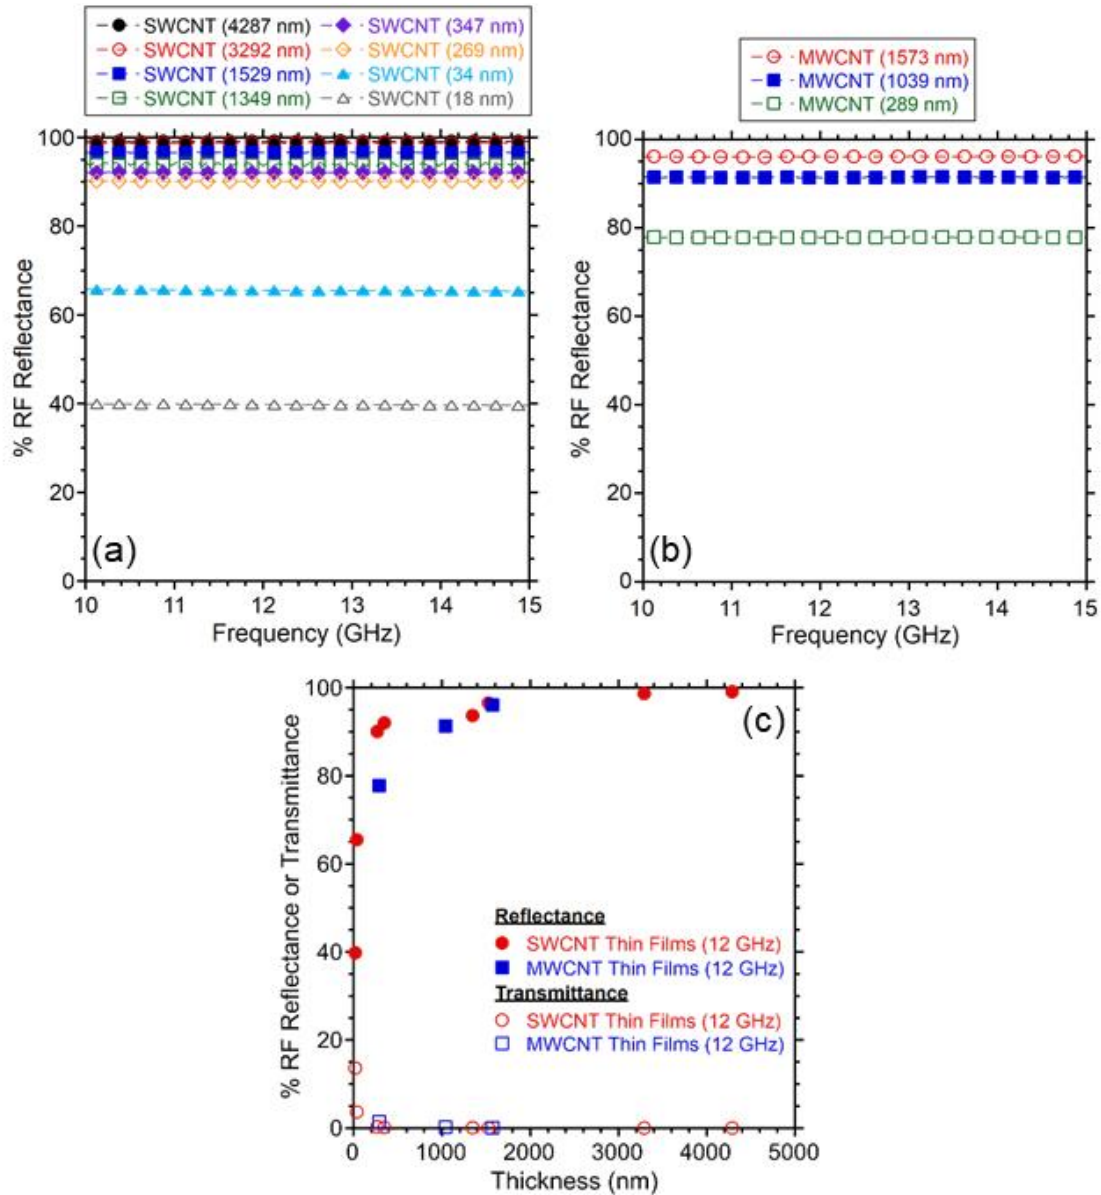 SWCNT (4287 nm) SWCNT (347 nm)
SWCNT (3292 nm) SWCNT (269 nm)
SWCNT (1529 nm) SWCNT (34 nm)
SWCNT (1349 nm) SWCNT (18 nm)
100
80
60
40
20
0
% RF Reflectance
(a)
10 11 12 13 14 15
Frequency (GHz)
MWCNT (1573 nm)
MWCNT (1039 nm)
MWCNT (289 nm)
100
80
60
40
20
0
% RF Reflectance
(b)
10 11 12 13 14 15
Frequency (GHz)
100
80
60
40
20
0
% RF Reflectance or Transmittance
(c)
Reflectance
SWCNT Thin Films (12 GHz)
MWCNT Thin Films (12 GHz)
Transmittance
SWCNT Thin Films (12 GHz)
MWCNT Thin Films (12 GHz)
0 1000 2000 3000 4000 5000
Thickness (nm)